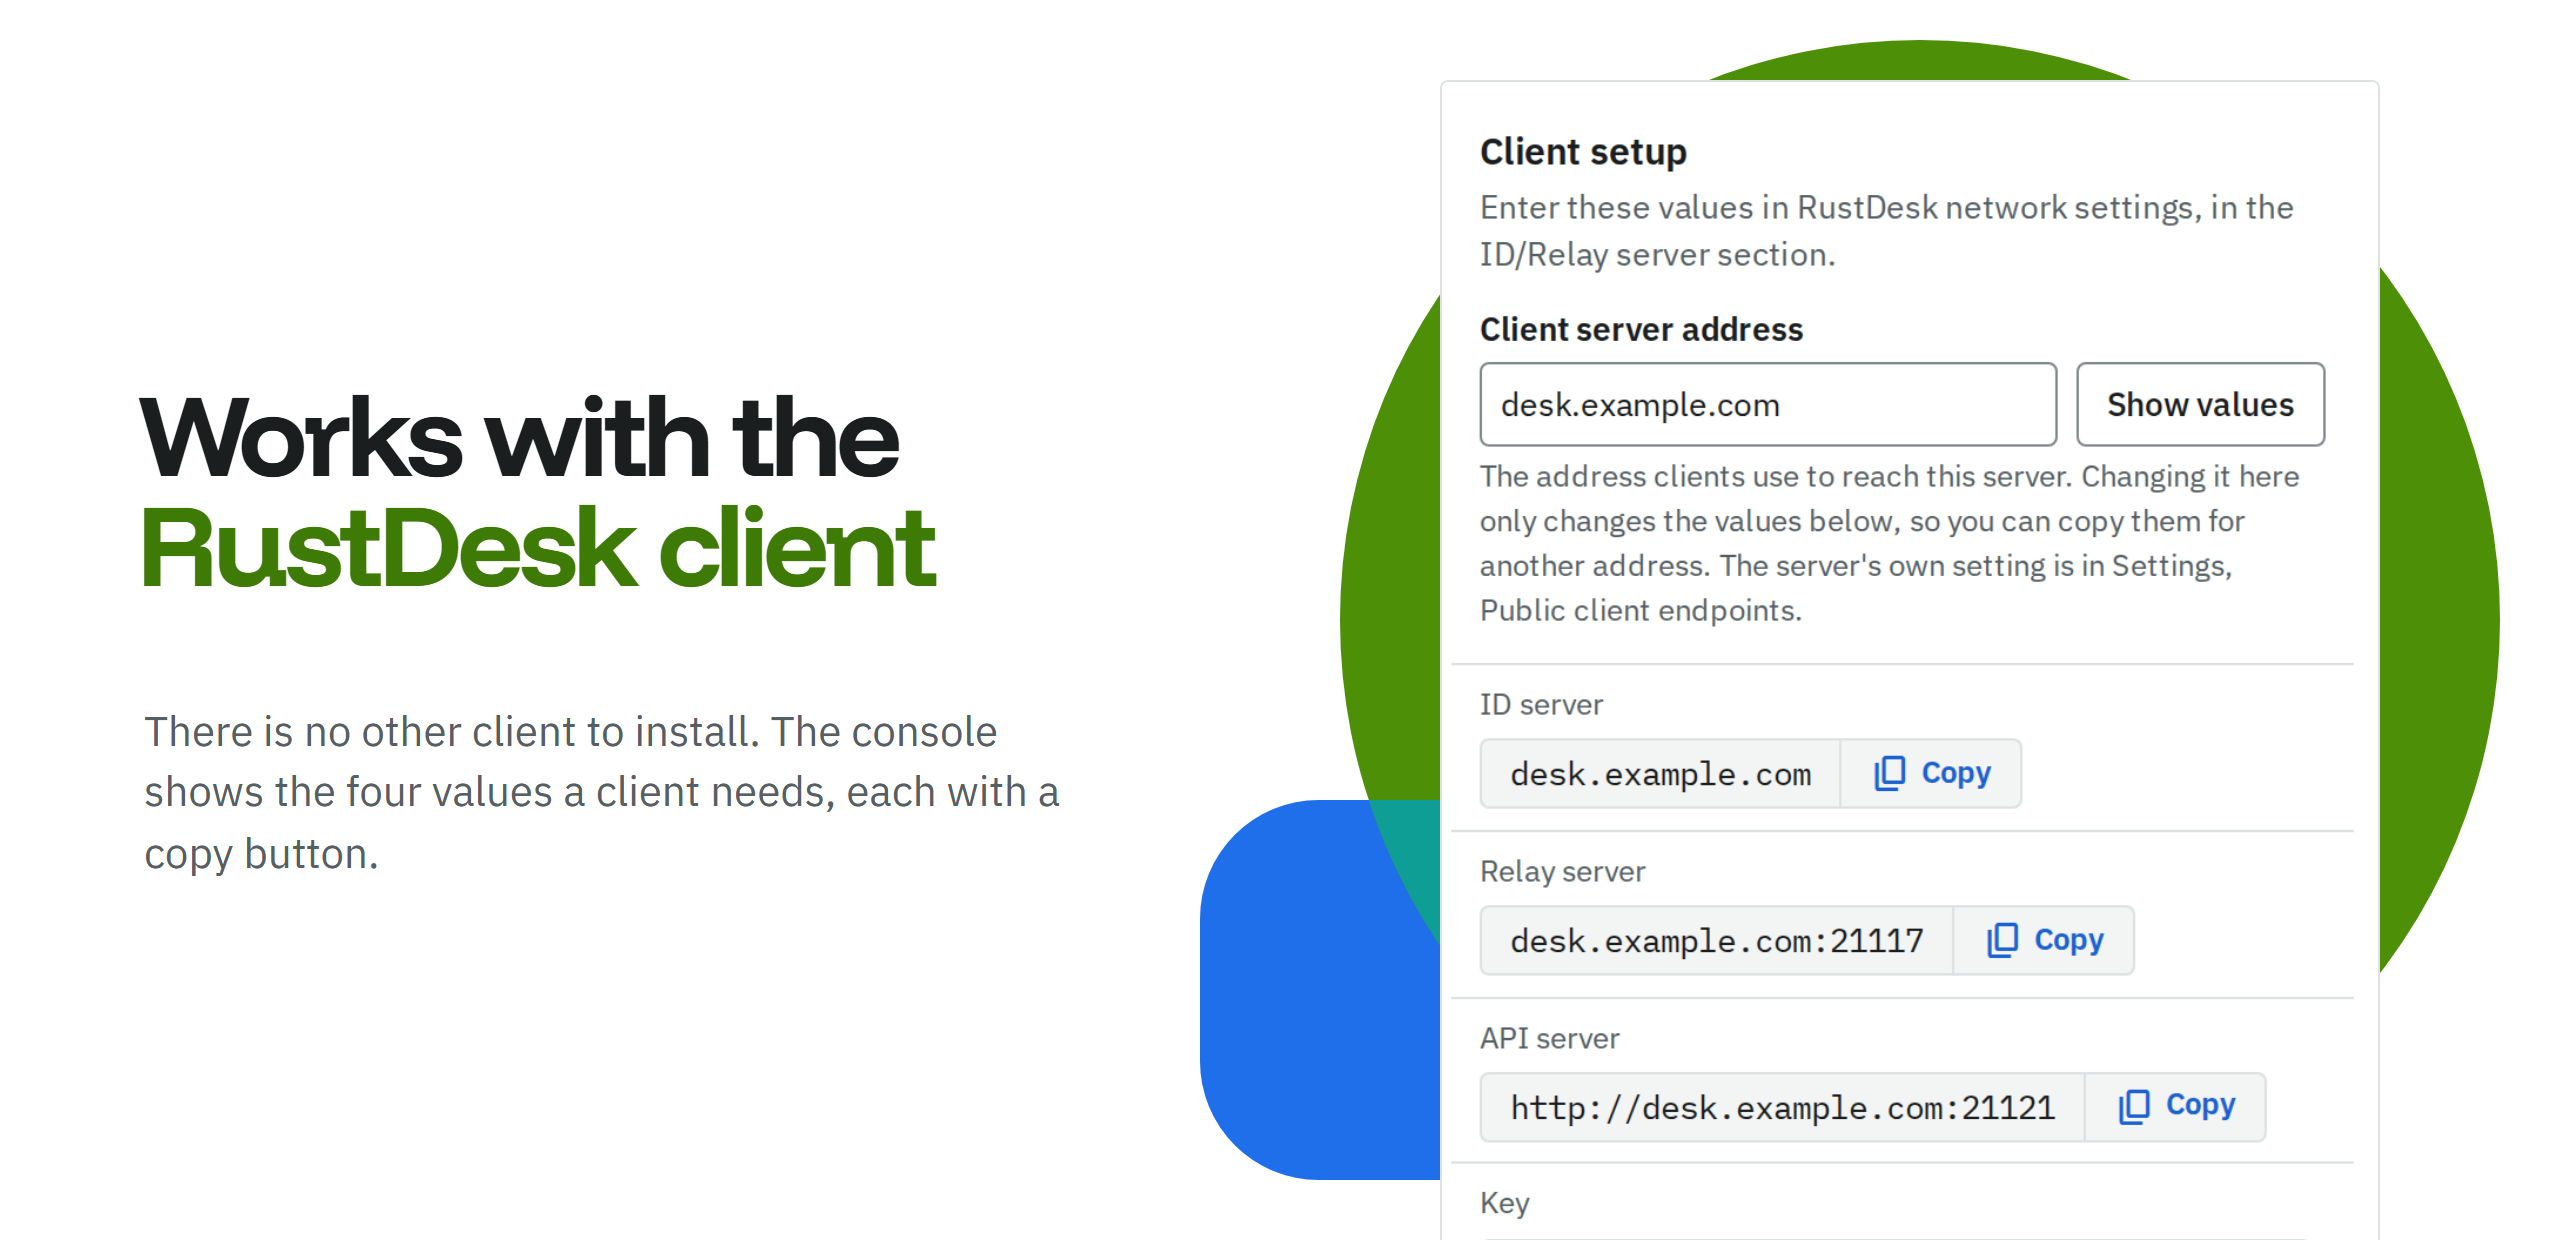 Works with the
RustDesk client
There is no other client to install. The console
shows the four values a client needs, each with a
copy button.
Client setup
Enter these values in RustDesk network settings, in the
ID/Relay server section.
Client server address
desk.example.com
Show values
The address clients use to reach this server. Changing it here
only changes the values below, so you can copy them for
another address. The server's own setting is in Settings,
Public client endpoints.
ID server
desk.example.com
Copy
Relay server
desk.example.com:21117
Copy
API server
http://desk.example.com:21121
Copy
Key